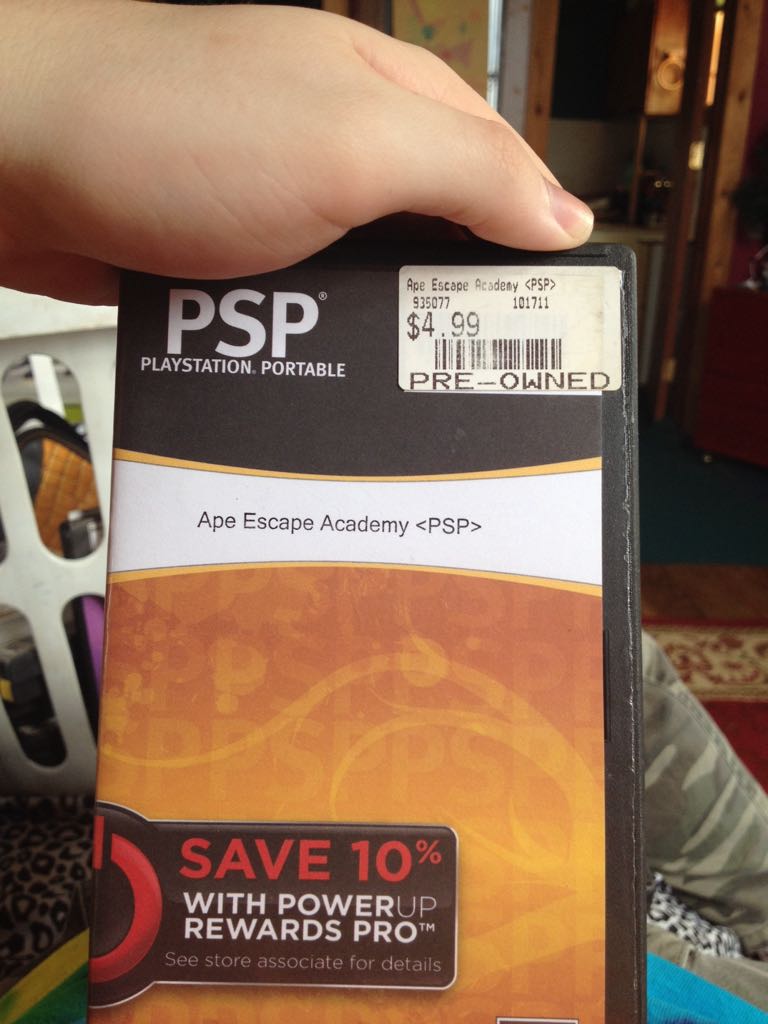 PSP®
PLAYSTATION® PORTABLE
Ape Escape Academy <PSP>
935077 101711
$4.99
PRE-OWNED
Ape Escape Academy <PSP>
SAVE 10%
WITH POWERUP
REWARDS PRO™
See store associate for details